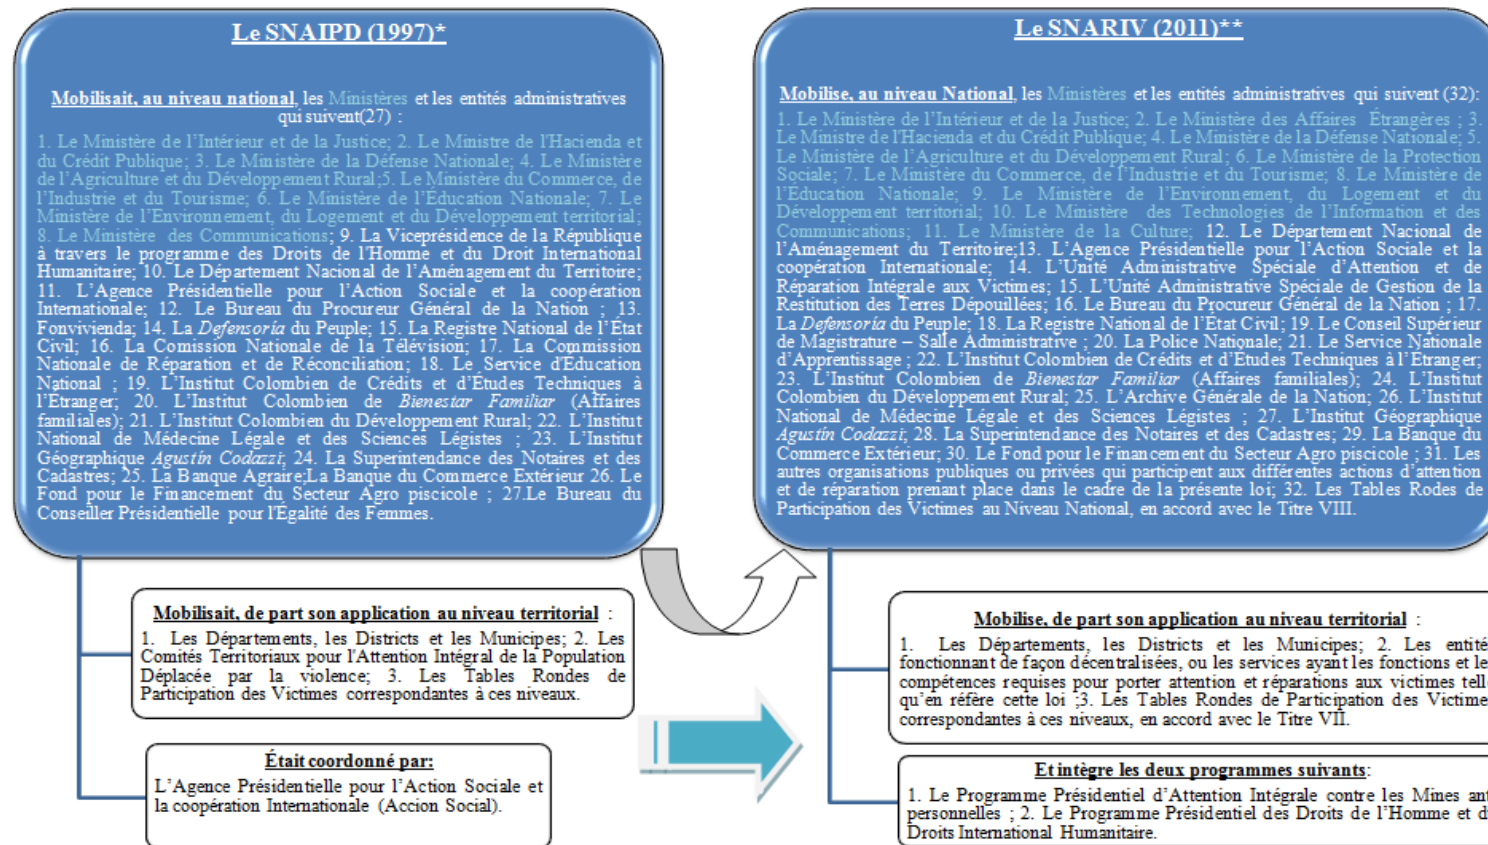 Le SNAIPD (1997)*
Mobilisait, au niveau national, les Ministères et les entités administratives
qui suivent(27) :
1. Le Ministère de l'Intérieur et de la Justice; 2. Le Ministre de l'Hacienda et
du Crédit Publique; 3. Le Ministère de la Défense Nationale; 4. Le Ministère
de l'Agriculture et du Développement Rural;5. Le Ministère du Commerce, de
l'Industrie et du Tourisme; 6. Le Ministère de l'Éducation Nationale; 7. Le
Ministère de l'Environnement, du Logement et du Développement territorial;
8. Le Ministère des Communications; 9. La Viceprésidence de la République
à travers le programme des Droits de l'Homme et du Droit International
Humanitaire; 10. Le Département Nacional de l'Aménagement du Territoire;
11. L'Agence Présidentielle pour l'Action Sociale et la coopération
Internationale; 12. Le Bureau du Procureur Général de la Nation ; 13.
Fonvivienda; 14. La Defensoría du Peuple; 15. La Registre National de l'État
Civil; 16. La Comission Nationale de la Télévision; 17. La Commission
Nationale de Réparation et de Réconciliation; 18. Le Service d'Education
National ; 19. L'Institut Colombien de Crédits et d'Études Techniques à
l'Étranger; 20. L'Institut Colombien de Bienestar Familiar (Affaires
familiales); 21. L'Institut Colombien du Développement Rural; 22. L'Institut
National de Médecine Légale et des Sciences Légistes ; 23. L'Institut
Géographique Agustín Codazzi; 24. La Superintendance des Notaires et des
Cadastres; 25. La Banque Agraire;La Banque du Commerce Extérieur 26. Le
Fond pour le Financement du Secteur Agro piscicole ; 27.Le Bureau du
Conseiller Présidentielle pour l'Égalité des Femmes.
Mobilisait, de part son application au niveau territorial :
1. Les Départements, les Districts et les Municipes; 2. Les
Comités Territoriaux pour l'Attention Intégral de la Population
Déplacée par la violence; 3. Les Tables Rondes de
Participation des Victimes correspondantes à ces niveaux.
Était coordonné par:
L'Agence Présidentielle pour l'Action Sociale et
la coopération Internationale (Accion Social).
Le SNARIV (2011)**
Mobilise, au niveau National, les Ministères et les entités administratives qui suivent (32):
1. Le Ministère de l'Intérieur et de la Justice; 2. Le Ministère des Affaires Étrangères ; 3.
Le Ministre de l'Hacienda et du Crédit Publique; 4. Le Ministère de la Défense Nationale; 5.
Le Ministère de l'Agriculture et du Développement Rural; 6. Le Ministère de la Protection
Sociale; 7. Le Ministère du Commerce, de l'Industrie et du Tourisme; 8. Le Ministère de
l'Éducation Nationale; 9. Le Ministère de l'Environnement, du Logement et du
Développement territorial; 10. Le Ministère des Technologies de l'Information et des
Communications; 11. Le Ministère de la Culture; 12. Le Département Nacional de
l'Aménagement du Territoire;13. L'Agence Présidentielle pour l'Action Sociale et la
coopération Internationale; 14. L'Unité Administrative Spéciale d'Attention et de
Réparation Intégrale aux Victimes; 15. L'Unité Administrative Spéciale de Gestion de la
Restitution des Terres Dépouillées; 16. Le Bureau du Procureur Général de la Nation ; 17.
La Defensoría du Peuple; 18. La Registre National de l'État Civil; 19. Le Conseil Supérieur
de Magistrature – Salle Administrative ; 20. La Police Nationale; 21. Le Service Nationale
d'Apprentissage ; 22. L'Institut Colombien de Crédits et d'Études Techniques à l'Étranger;
23. L'Institut Colombien de Bienestar Familiar (Affaires familiales); 24. L'Institut
Colombien du Développement Rural; 25. L'Archive Générale de la Nation; 26. L'Institut
National de Médecine Légale et des Sciences Légistes ; 27. L'Institut Géographique
Agustín Codazzi; 28. La Superintendance des Notaires et des Cadastres; 29. La Banque du
Commerce Extérieur; 30. Le Fond pour le Financement du Secteur Agro piscicole ; 31. Les
autres organisations publiques ou privées qui participent aux différentes actions d'attention
et de réparation prenant place dans le cadre de la présente loi; 32. Les Tables Rodes de
Participation des Victimes au Niveau National, en accord avec le Titre VIII.
Mobilise, de part son application au niveau territorial :
1. Les Départements, les Districts et les Municipes; 2. Les entité
fonctionnant de façon décentralisées, ou les services ayant les fonctions et le
compétences requises pour porter attention et réparations aux victimes tell
qu'en réfère cette loi ;3. Les Tables Rondes de Participation des Victime
correspondantes à ces niveaux, en accord avec le Titre VII.
Et intègre les deux programmes suivants:
1. Le Programme Présidentiel d'Attention Intégrale contre les Mines ant
personnelles ; 2. Le Programme Présidentiel des Droits de l'Homme et d
Droits International Humanitaire.